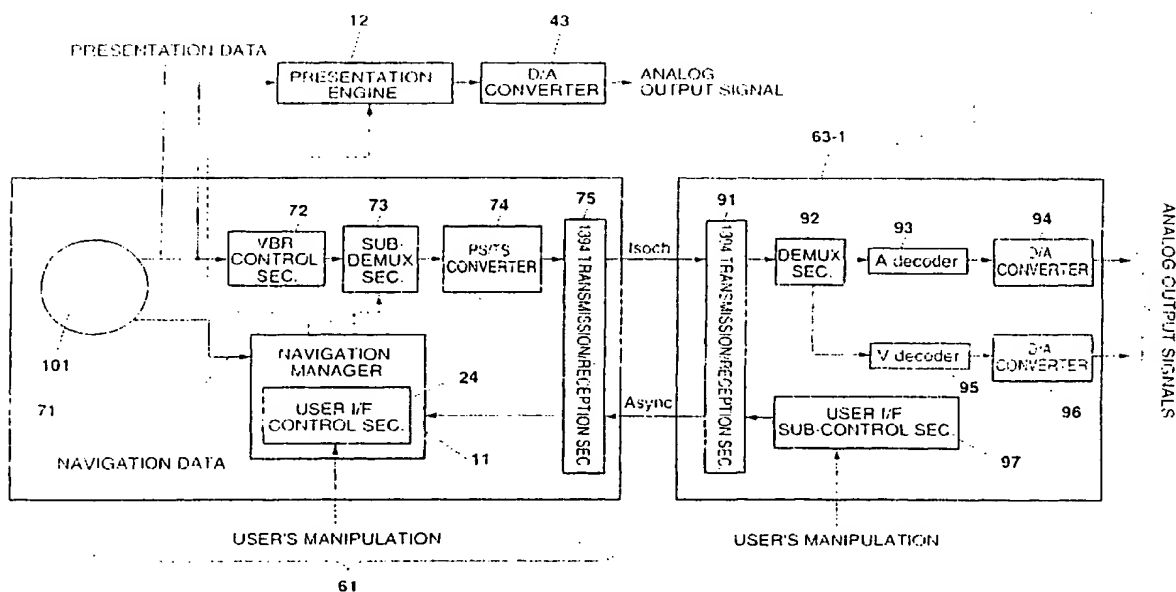 12
43
PRESENTATION DATA
PRESENTATION
ENGINE
D/A
CONVERTER
ANALOG
OUTPUT SIGNAL
63-1
72
73
74
75
91
92
93
94
VBR
CONTROL
SEC.
SUB-
DEMUX
SEC.
PS/TS
CONVERTER
1394 TRANSMISSION/RECEPTION SEC.
Isoch
1394 TRANSMISSION/RECEPTION SEC.
DEMUX
SEC.
A decoder
D/A
CONVERTER
ANALOG OUTPUT SIGNALS
101
NAVIGATION
MANAGER
24
USER I/F
CONTROL SEC.
71
NAVIGATION DATA
11
Async
V decoder
95
D/A
CONVERTER
96
USER I/F
SUB-CONTROL SEC.
97
USER'S MANIPULATION
USER'S MANIPULATION
61